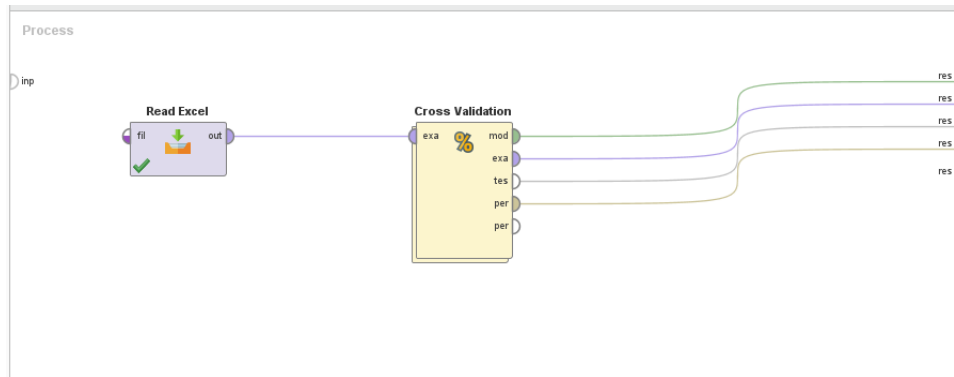 Process
inp
Read Excel
fil
out
Cross Validation
exa
%
mod
exa
tes
per
per
res
res
res
res
res